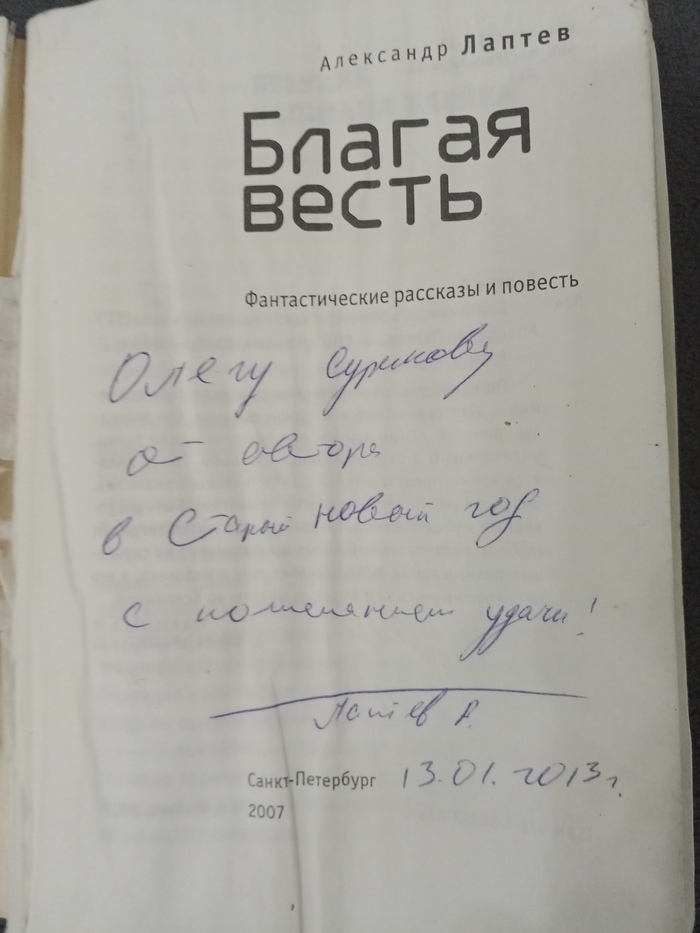 Александр Лаптев
Благая
весть
Фантастические рассказы и повесть
Олегу Сурикову
от автора
в Старый новый год
с пожеланием удачи!
Лаптев А.
Санкт-Петербург 13.01.2013г.
2007